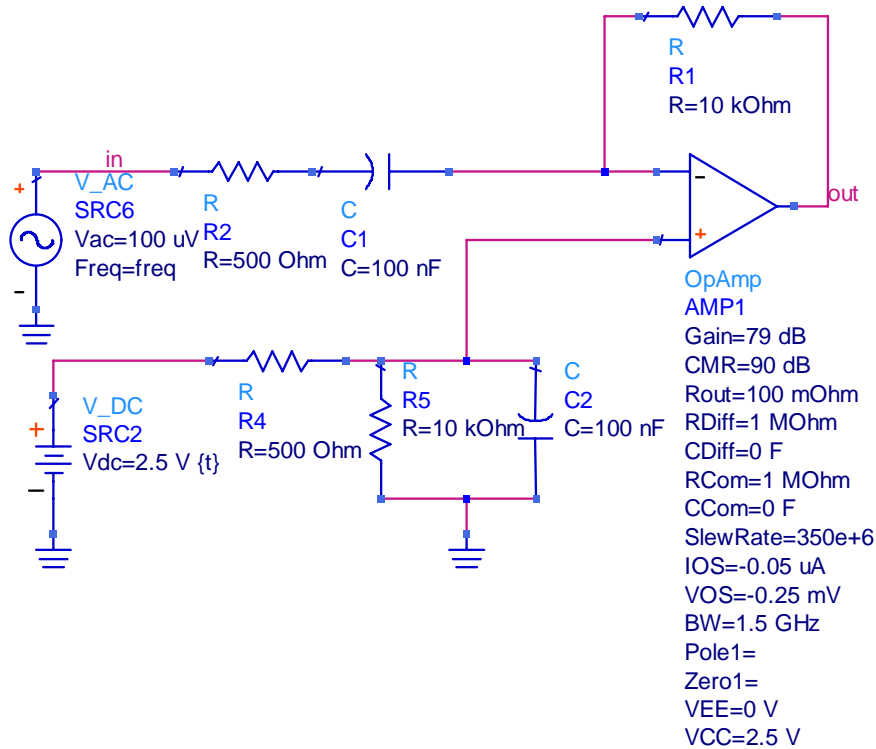 R
R1
R=10 kOhm
in
V_AC
SRC6
Vac=100 uV
Freq=freq
+
-
R
R2
R=500 Ohm
C
C1
C=100 nF
-
+
out
OpAmp
AMP1
Gain=79 dB
CMR=90 dB
Rout=100 mOhm
RDiff=1 MOhm
CDiff=0 F
RCom=1 MOhm
CCom=0 F
SlewRate=350e+6
IOS=-0.05 uA
VOS=-0.25 mV
BW=1.5 GHz
Pole1=
Zero1=
VEE=0 V
VCC=2.5 V
+
-
V_DC
SRC2
Vdc=2.5 V {t}
R
R4
R=500 Ohm
R
R5
R=10 kOhm
C
C2
C=100 nF